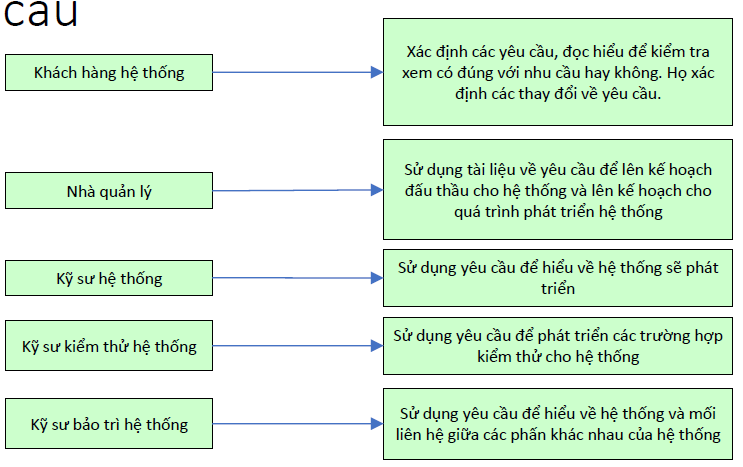 cầu
Khách hàng hệ thống
Xác định các yêu cầu, đọc hiểu để kiểm tra
xem có đúng với nhu cầu hay không. Họ xác
định các thay đổi về yêu cầu.
Nhà quản lý
Sử dụng tài liệu về yêu cầu để lên kế hoạch
đấu thầu cho hệ thống và lên kế hoạch cho
quá trình phát triển hệ thống
Kỹ sư hệ thống
Sử dụng yêu cầu để hiểu về hệ thống sẽ phát
triển
Kỹ sư kiểm thử hệ thống
Sử dụng yêu cầu để phát triển các trường hợp
kiểm thử cho hệ thống
Kỹ sư bảo trì hệ thống
Sử dụng yêu cầu để hiểu về hệ thống và mối
liên hệ giữa các phấn khác nhau của hệ thống